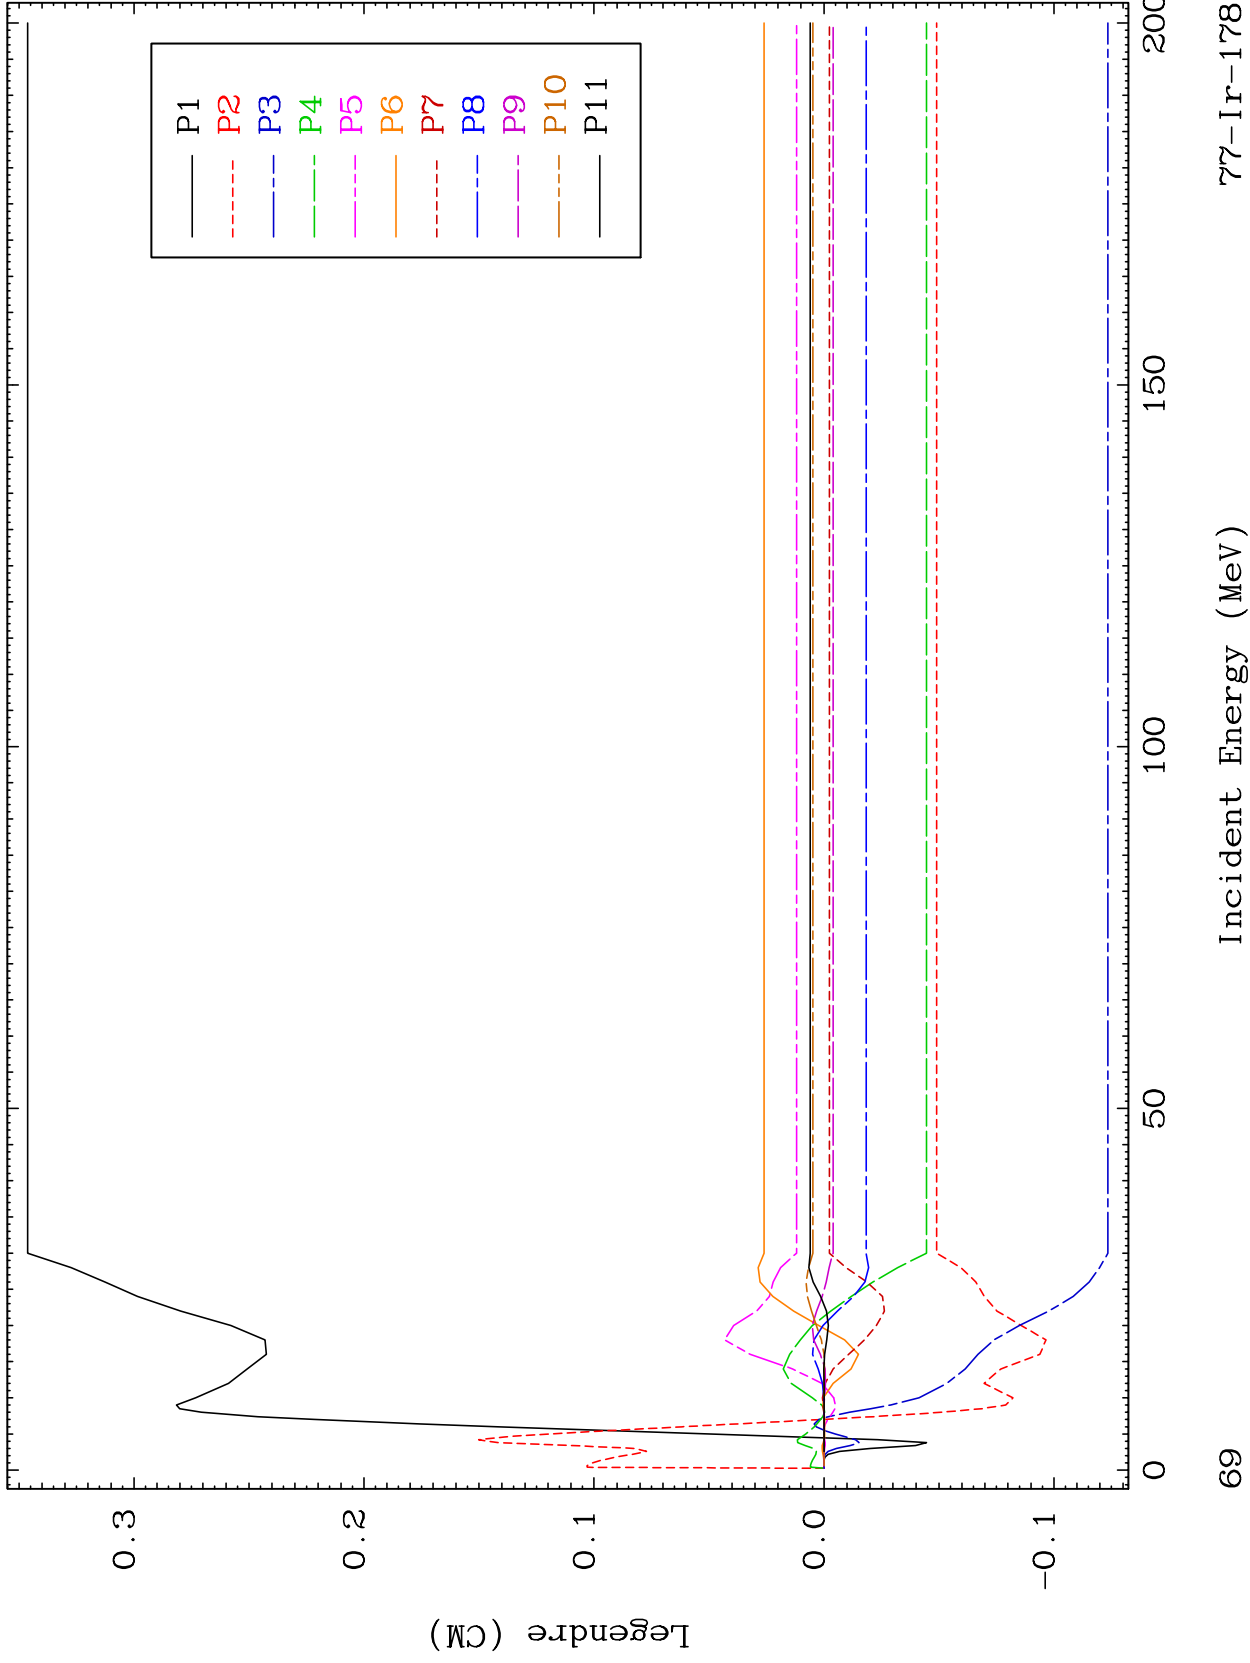 P1
P2
P3
P4
P5
P6
P7
P8
P9
P10
P11
Legendre (CM)
0.3
0.2
0.1
0.0
-0.1
0
50
100
150
200
69
Incident Energy (MeV)
77-Ir-178